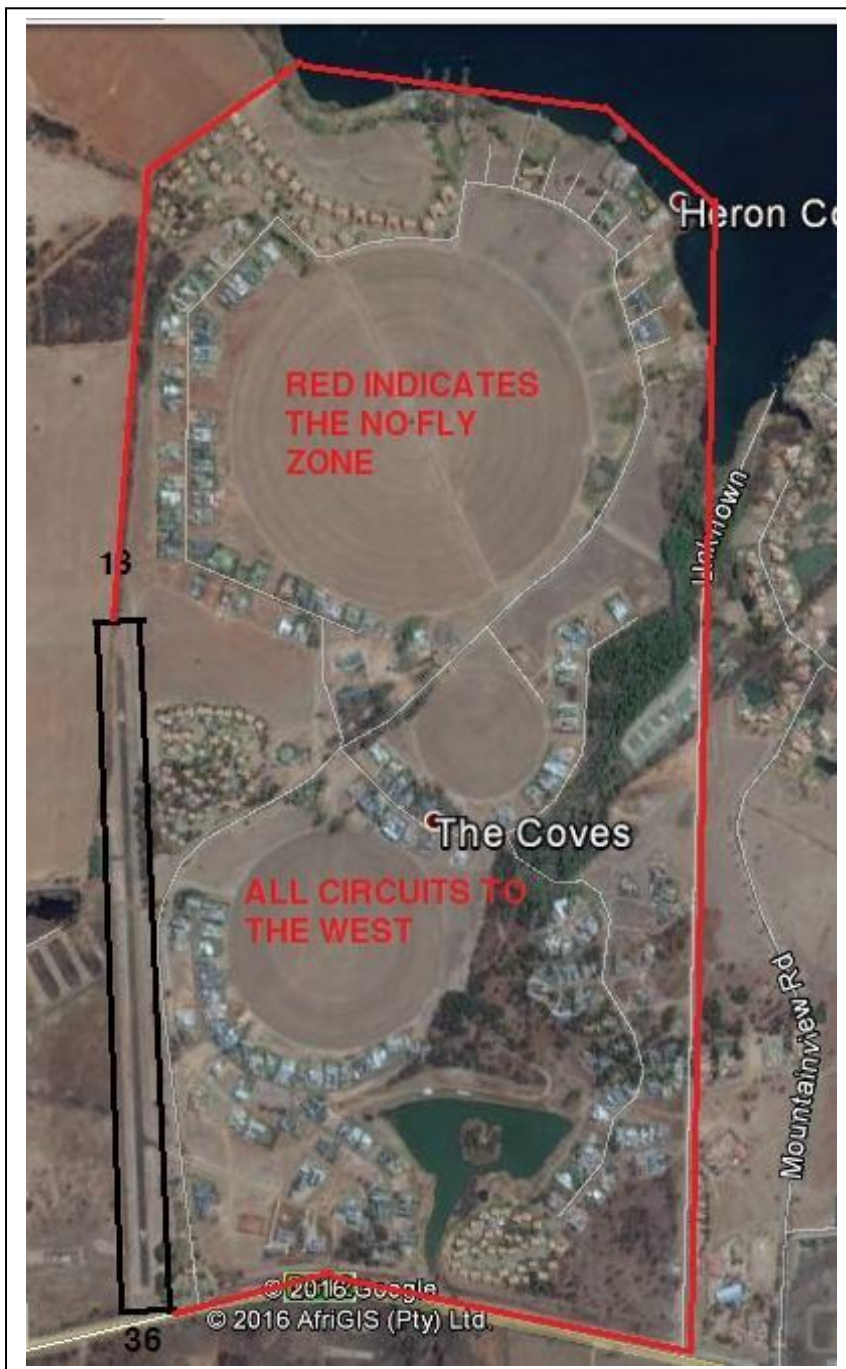 Heron Co
RED INDICATES
THE NO FLY
ZONE
Unknown
18
The Coves
ALL CIRCUITS TO
THE WEST
Mountainview Rd
© 2016 Google
© 2016 AfriGIS (Pty) Ltd.
36